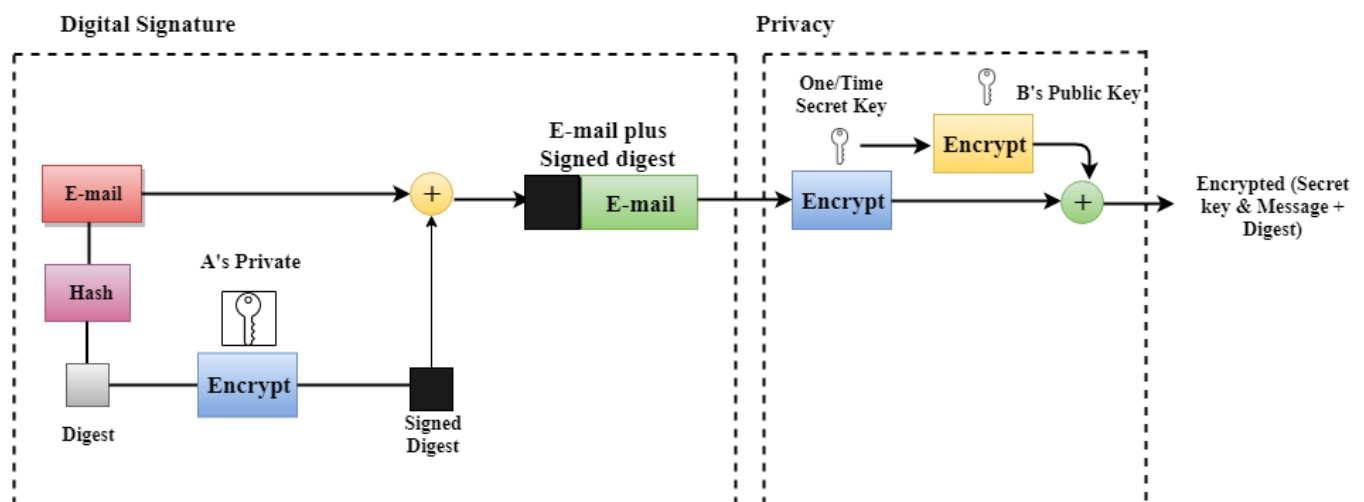 Digital Signature
Privacy
One/Time
Secret Key
B's Public Key
E-mail plus
Signed digest
Encrypt
E-mail
+
E-mail
Encrypt
+
Encrypted (Secret
key & Message +
Digest)
A's Private
Hash
Encrypt
Digest
Signed
Digest